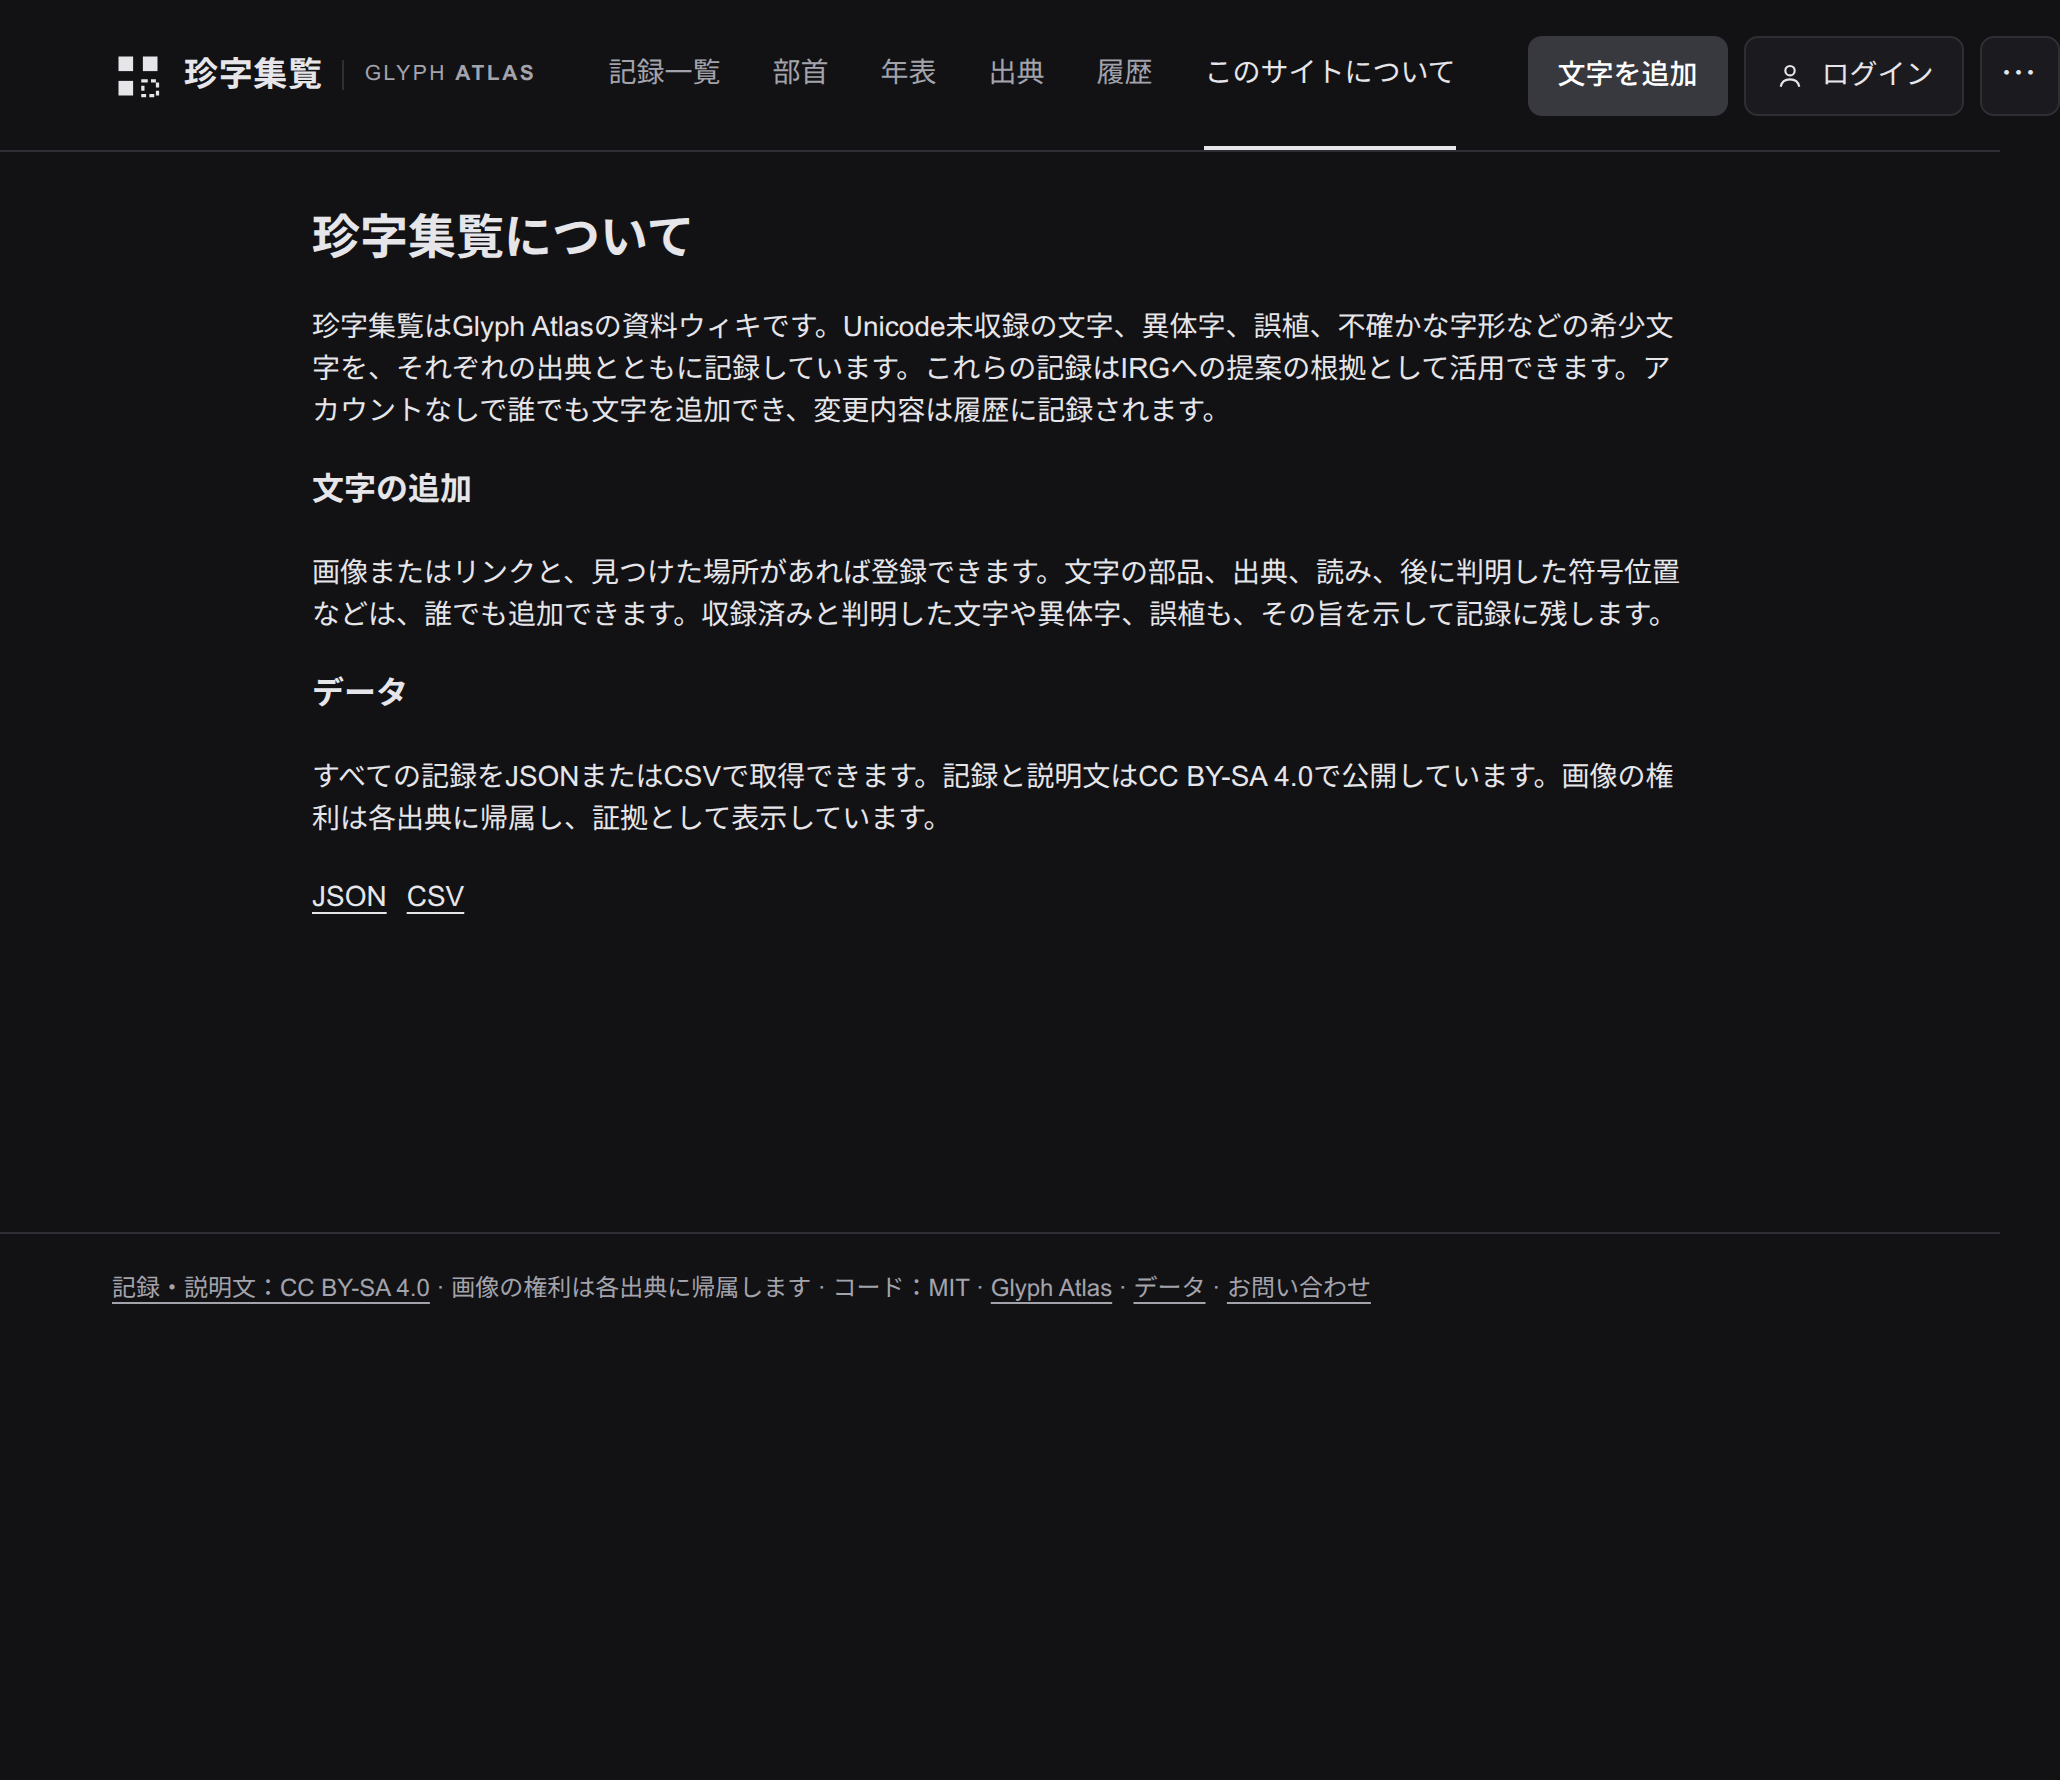 珍字集覧 GLYPH ATLAS 記録一覧 部首 年表 出典 履歴 このサイトについて 文字を追加 ログイン …
珍字集覧について
珍字集覧はGlyph Atlasの資料ウィキです。Unicode未収録の文字、異体字、誤植、不確かな字形などの希少文
字を、それぞれの出典とともに記録しています。これらの記録はIRGへの提案の根拠として活用できます。ア
カウントなしで誰でも文字を追加でき、変更内容は履歴に記録されます。
文字の追加
画像またはリンクと、見つけた場所があれば登録できます。文字の部品、出典、読み、後に判明した符号位置
などは、誰でも追加できます。収録済みと判明した文字や異体字、誤植も、その旨を示して記録に残します。
データ
すべての記録をJSONまたはCSVで取得できます。記録と説明文はCC BY-SA 4.0で公開しています。画像の権
利は各出典に帰属し、証拠として表示しています。
JSON CSV
記録・説明文：CC BY-SA 4.0 · 画像の権利は各出典に帰属します · コード：MIT · Glyph Atlas · データ · お問い合わせ